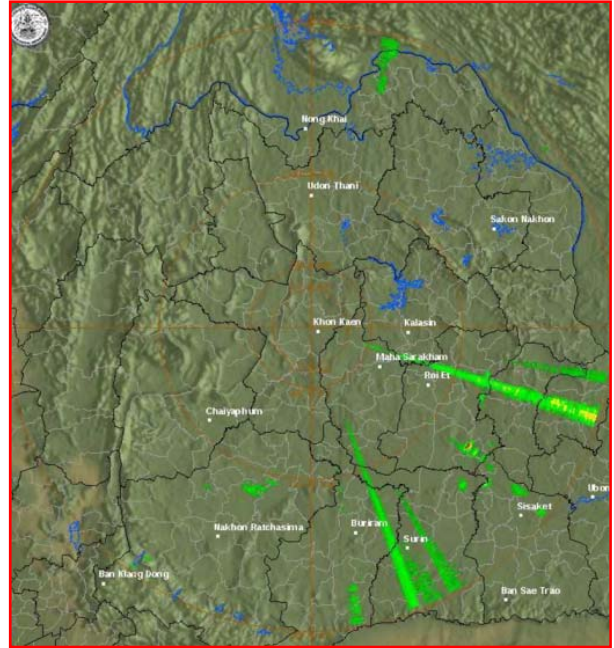 Nong Khai
Udon Thani
Sakon Nakhon
Khon Kaen
Kalasin
Maha Sarakham
Roi Et
Chaiyaphum
Ubon
Sisaket
Nakhon Ratchasima
Buriram
Surin
Ban Klang Dong
Ban Sae Trao